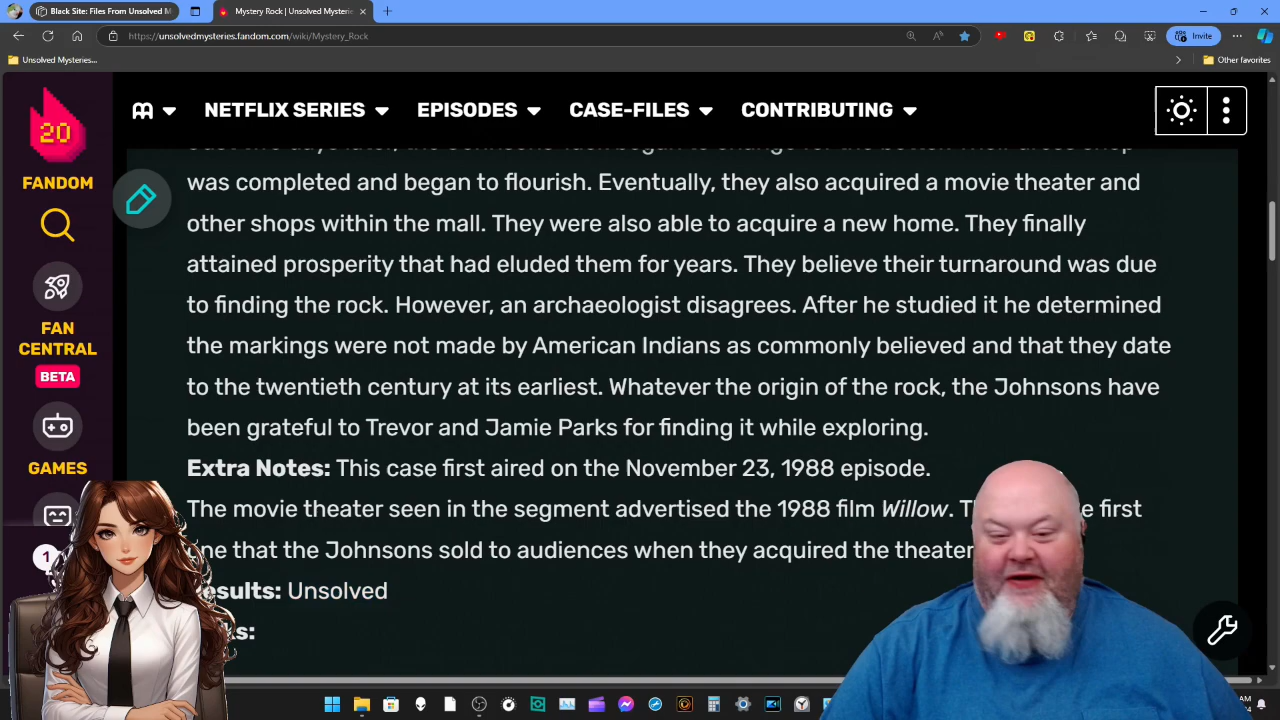 Black Site: Files From Unsolved M
Mystery Rock | Unsolved Mysterie
https://unsolvedmysteries.fandom.com/wiki/Mystery_Rock
Invite
Unsolved Mysteries...
Other favorites
20
FANDOM
FAN
CENTRAL
BETA
GAMES
1
NETFLIX SERIES
EPISODES
CASE-FILES
CONTRIBUTING
was completed and began to flourish. Eventually, they also acquired a movie theater and
other shops within the mall. They were also able to acquire a new home. They finally
attained prosperity that had eluded them for years. They believe their turnaround was due
to finding the rock. However, an archaeologist disagrees. After he studied it he determined
the markings were not made by American Indians as commonly believed and that they date
to the twentieth century at its earliest. Whatever the origin of the rock, the Johnsons have
been grateful to Trevor and Jamie Parks for finding it while exploring.
Extra Notes: This case first aired on the November 23, 1988 episode.
The movie theater seen in the segment advertised the 1988 film Willow. first
that the Johnsons sold to audiences when they acquired the theater
Unsolved